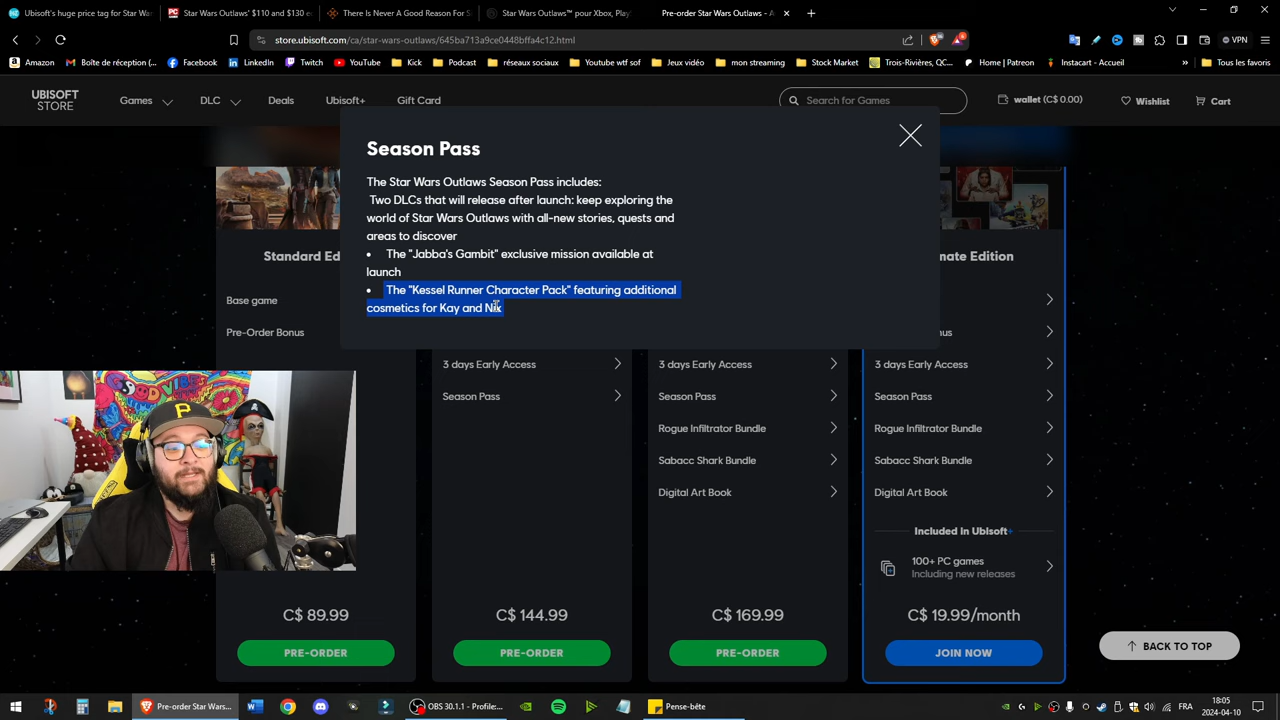 Ubisoft's huge price tag for Star War
Star Wars Outlaws' $110 and $130 e
There Is Never A Good Reason For S
Star Wars Outlaws™ pour Xbox, Play
Pre-order Star Wars Outlaws - A
store.ubisoft.com/ca/star-wars-outlaws/645ba713a9ce0448bffa4c12.html
VPN
Amazon
Boîte de réception (...
Facebook
LinkedIn
Twitch
YouTube
Kick
Podcast
réseaux sociaux
Youtube wtf sof
Jeux vidéo
mon streaming
Stock Market
Trois-Rivières, QC...
Home | Patreon
Instacart - Accueil
Tous les favoris
UBISOFT
STORE
Games
DLC
Deals
Ubisoft+
Gift Card
Search for Games
wallet (C$ 0.00)
Wishlist
Cart
Season Pass
The Star Wars Outlaws Season Pass includes:
Two DLCs that will release after launch: keep exploring the
world of Star Wars Outlaws with all-new stories, quests and
areas to discover
• The "Jabba's Gambit" exclusive mission available at
launch
• The "Kessel Runner Character Pack" featuring additional
cosmetics for Kay and Nix
Standard Ed
mate Edition
Base game
Pre-Order Bonus
nus
3 days Early Access
3 days Early Access
3 days Early Access
Season Pass
Season Pass
Season Pass
Rogue Infiltrator Bundle
Rogue Infiltrator Bundle
Sabacc Shark Bundle
Sabacc Shark Bundle
Digital Art Book
Digital Art Book
Included In Ubisoft+
100+ PC games
Including new releases
GOOD VIBES
P
C$ 89.99
C$ 144.99
C$ 169.99
C$ 19.99/month
PRE-ORDER
PRE-ORDER
PRE-ORDER
JOIN NOW
BACK TO TOP
Pre-order Star Wars...
OBS 30.1.1 - Profile:...
Pense-bête
FRA
18:05
2024-04-10